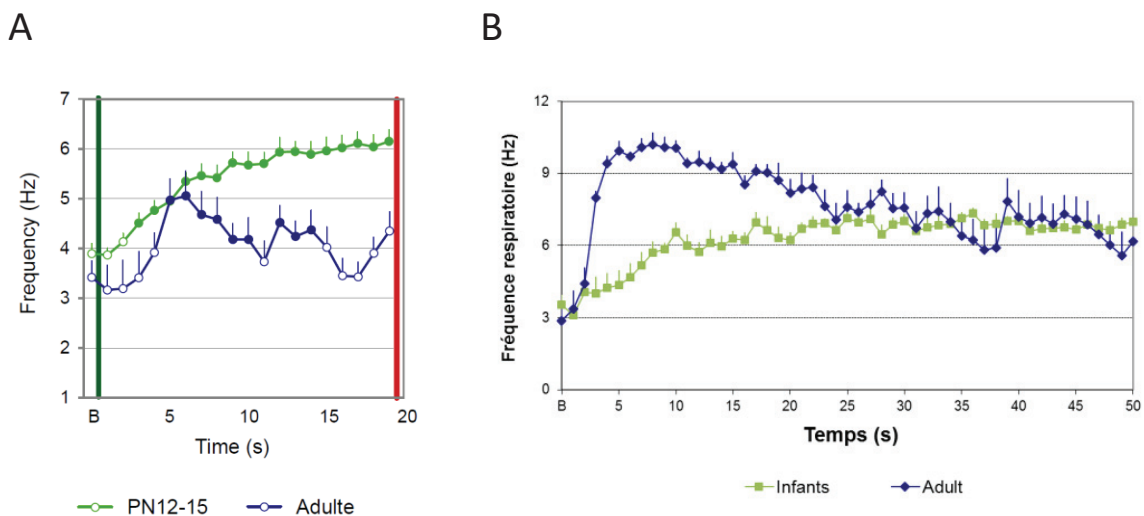 A
B
7
6
5
4
3
2
1
Frequency (Hz)
B 5 10 15 20
Time (s)
PN12-15 Adulte
12
9
6
3
0
Fréquence respiratoire (Hz)
B 5 10 15 20 25 30 35 40 45 50
Temps (s)
Infants Adult